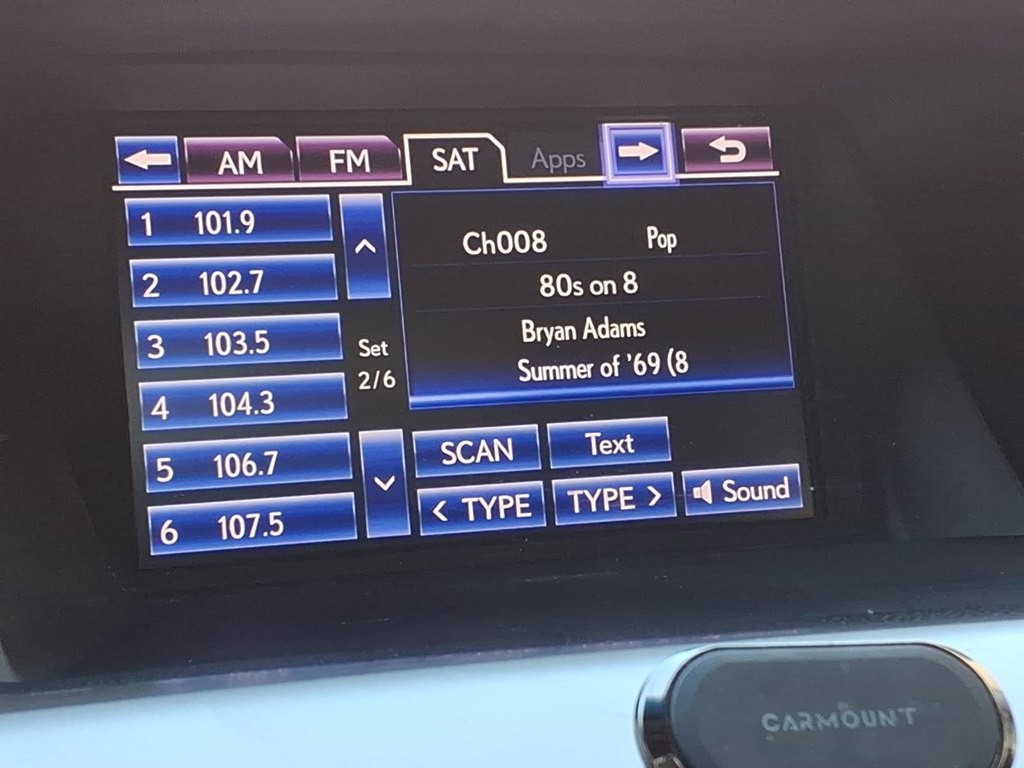 AM FM SAT Apps
1 101.9
2 102.7
3 103.5
4 104.3
5 106.7
6 107.5
Set
2/6
Ch008 Pop
80s on 8
Bryan Adams
Summer of '69 (8
SCAN Text
< TYPE TYPE > Sound
CARMOUNT